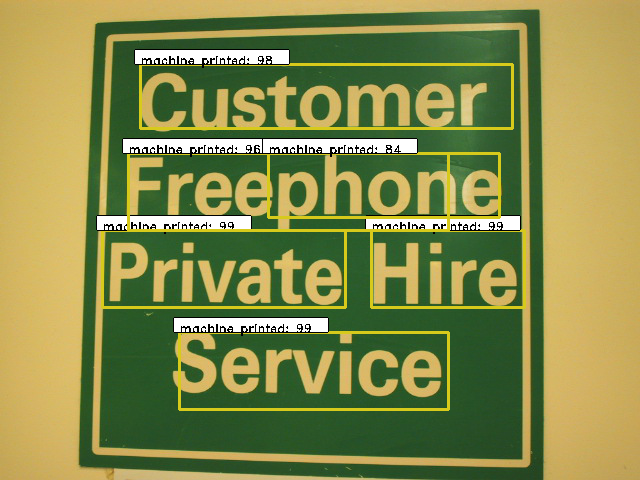 machine printed: 98
Customer
machine printed: 96 machine printed: 84
Freephone
machine printed: 99 machine printed: 99
Private Hire
machine printed: 99
Service